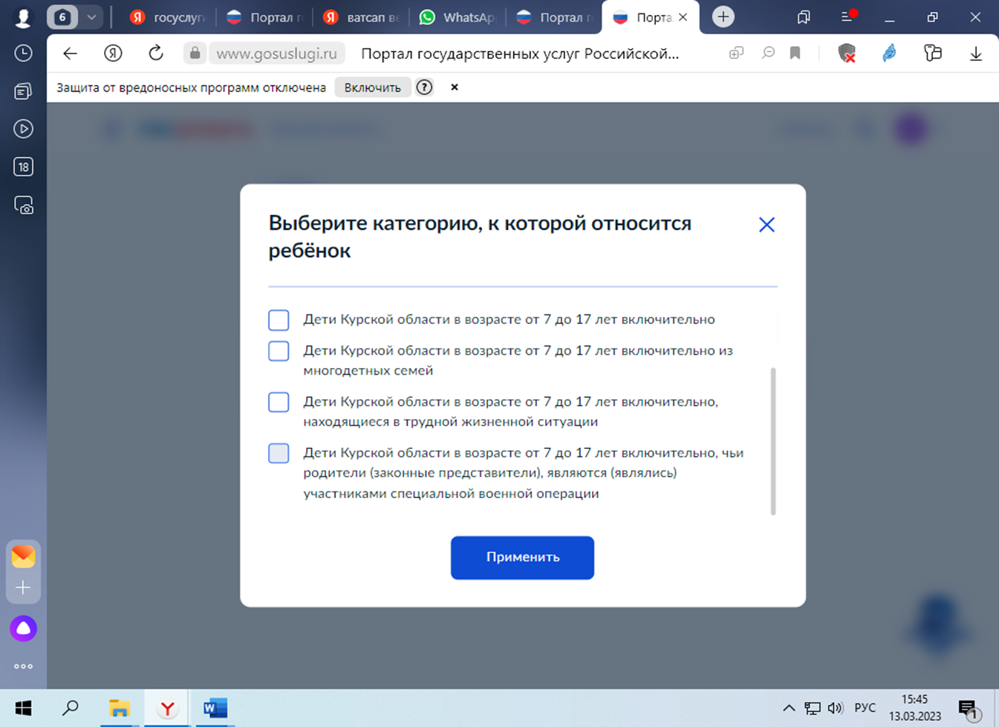 6
госуслуги
Портал г
ватсап ве
WhatsAp
Портал г
Порта
www.gosuslugi.ru
Портал государственных услуг Российской...
Защита от вредоносных программ отключена
Включить
?
18
Выберите категорию, к которой относится
ребёнок
Дети Курской области в возрасте от 7 до 17 лет включительно
Дети Курской области в возрасте от 7 до 17 лет включительно из
многодетных семей
Дети Курской области в возрасте от 7 до 17 лет включительно,
находящиеся в трудной жизненной ситуации
Дети Курской области в возрасте от 7 до 17 лет включительно, чьи
родители (законные представители), являются (являлись)
участниками специальной военной операции
Применить
РУС
15:45
13.03.2023
1